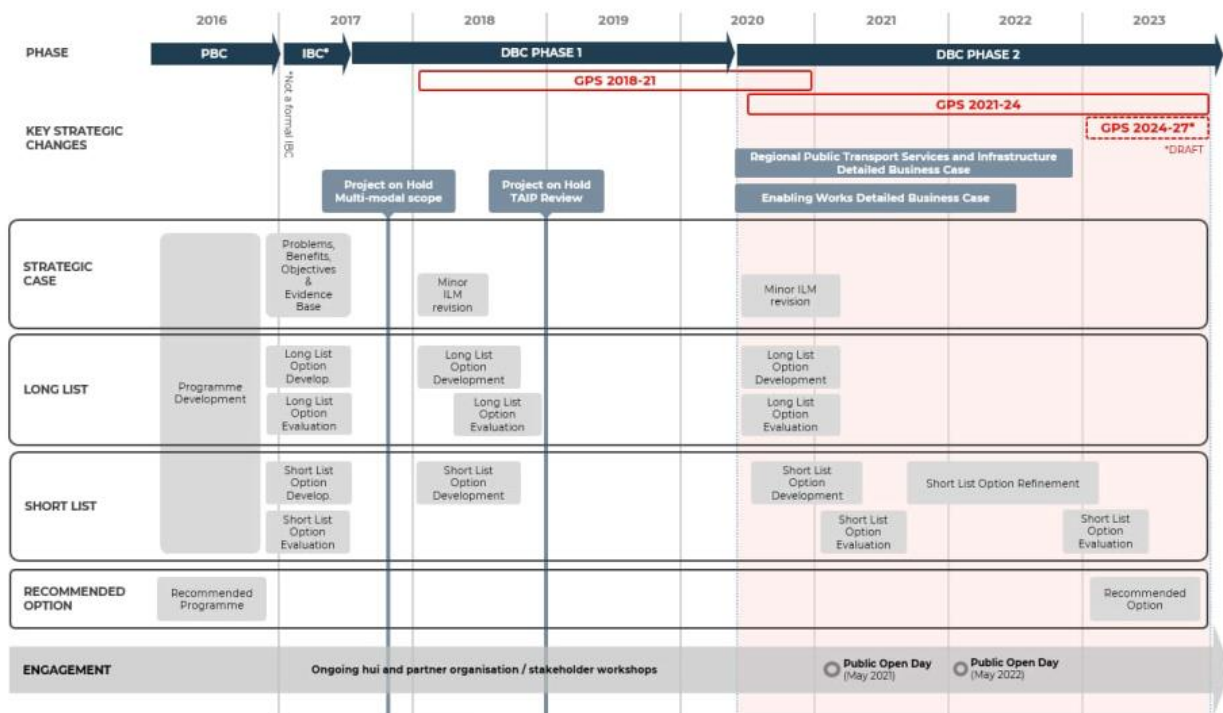 2016 2017 2018 2019 2020 2021 2022 2023
PHASE
PBC
IBC*
DBC PHASE 1
DBC PHASE 2
*Not a formal IBC
KEY STRATEGIC
CHANGES
GPS 2018-21
GPS 2021-24
GPS 2024-27*
*DRAFT
Regional Public Transport Services and Infrastructure
Detailed Business Case
Enabling Works Detailed Business Case
Project on Hold
Multi-modal scope
Project on Hold
TAIP Review
STRATEGIC
CASE
Problems,
Benefits,
Objectives
&
Evidence
Base
Minor
ILM
revision
Minor ILM
revision
LONG LIST
Programme
Development
Long List
Option
Develop.
Long List
Option
Evaluation
Long List
Option
Development
Long List
Option
Evaluation
Long List
Option
Development
Long List
Option
Evaluation
SHORT LIST
Short List
Option
Develop.
Short List
Option
Evaluation
Short List
Option
Development
Short List
Option
Development
Short List
Option
Evaluation
Short List Option Refinement
Short List
Option
Evaluation
RECOMMENDED
OPTION
Recommended
Programme
Recommended
Option
ENGAGEMENT
Ongoing hui and partner organisation / stakeholder workshops
Public Open Day
(May 2021)
Public Open Day
(May 2022)